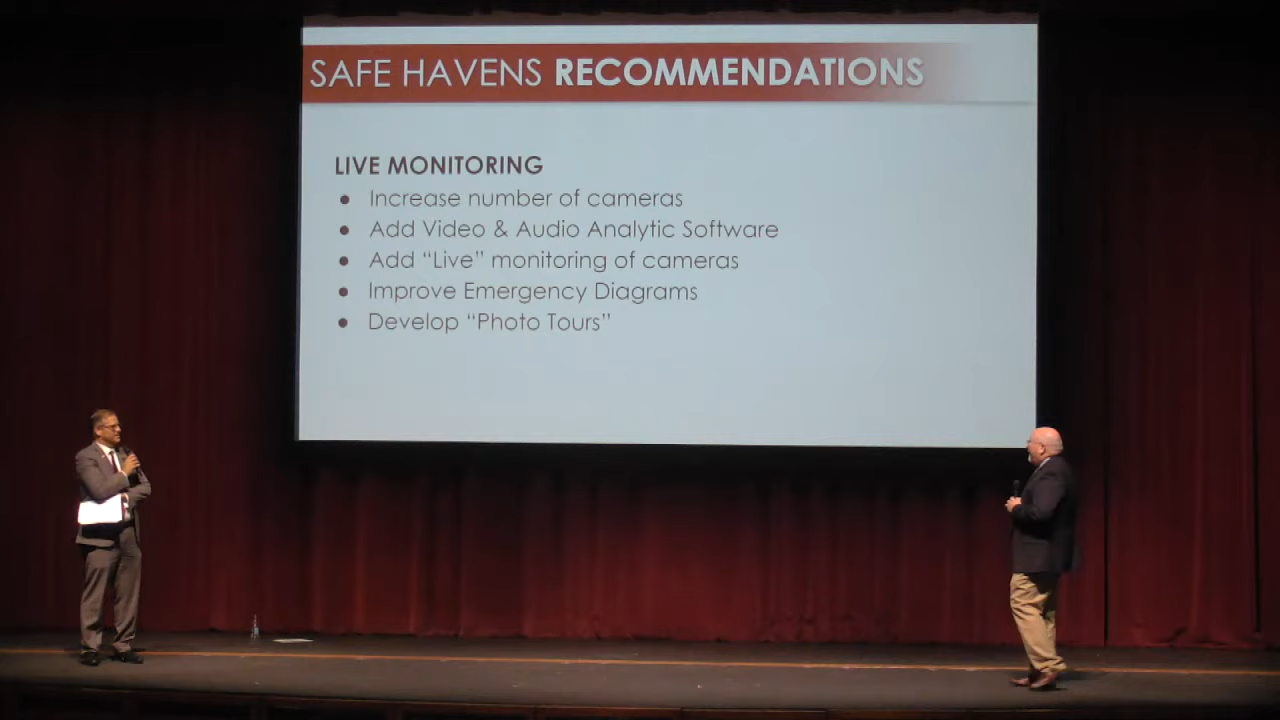 SAFE HAVENS RECOMMENDATIONS
LIVE MONITORING
● Increase number of cameras
● Add Video & Audio Analytic Software
● Add “Live” monitoring of cameras
● Improve Emergency Diagrams
● Develop “Photo Tours”